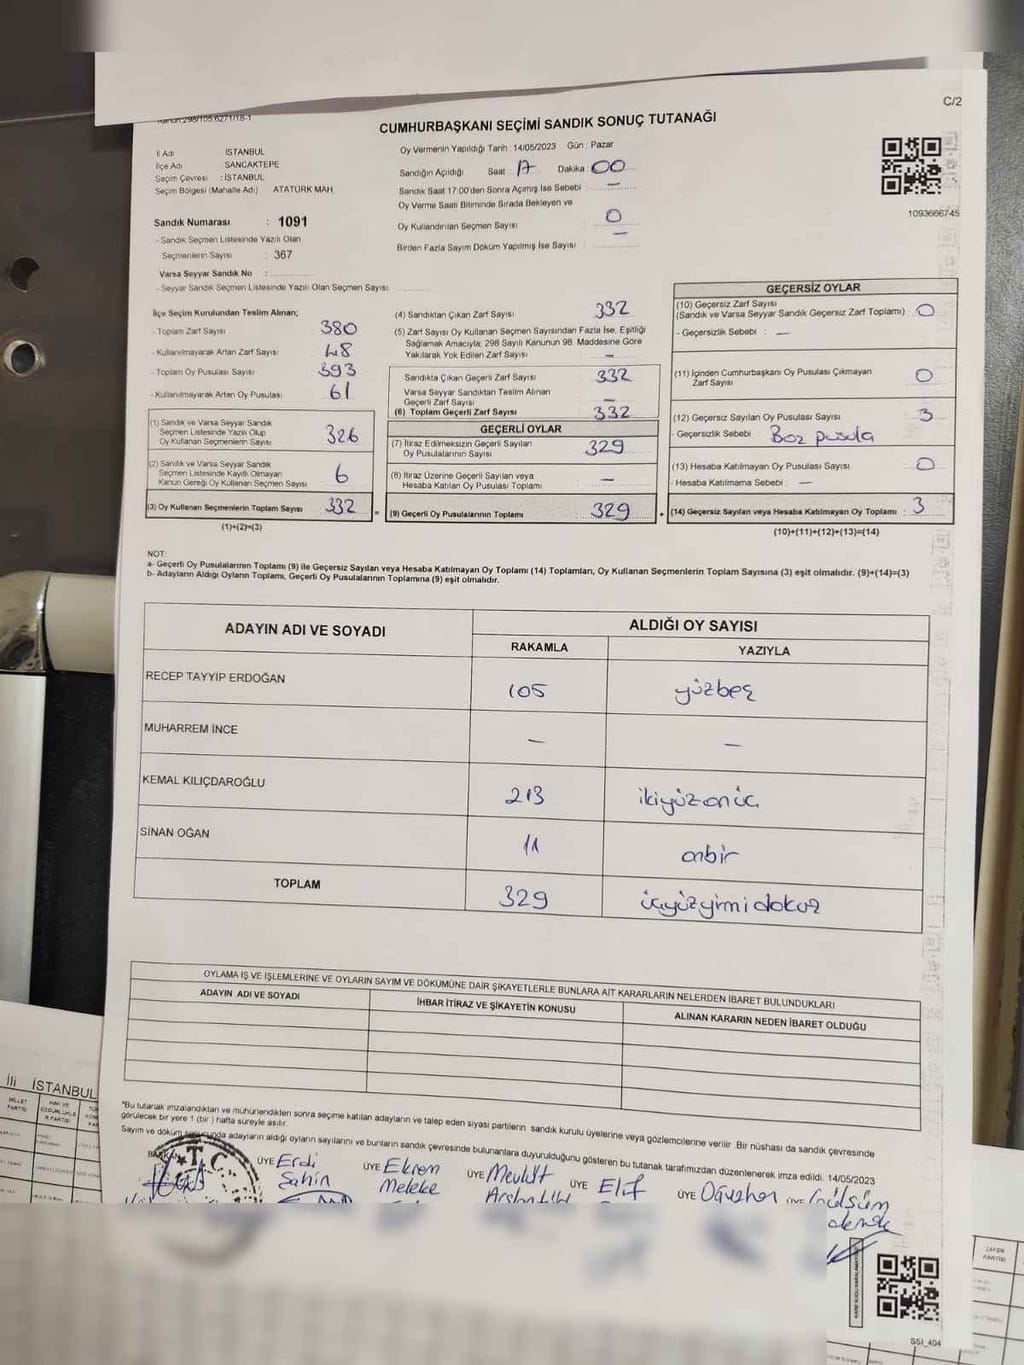 C/2
Kanun:298/105,6271/18-1
CUMHURBAŞKANI SEÇİMİ SANDIK SONUÇ TUTANAĞI
İl Adı İSTANBUL
İlçe Adı SANCAKTEPE
Seçim Çevresi : İSTANBUL
Seçim Bölgesi (Mahalle Adı) ATATÜRK MAH.
Sandık Numarası : 1091
- Sandık Seçmen Listesinde Yazılı Olan
Seçmenlerin Sayısı : 367
Varsa Seyyar Sandık No :
- Seyyar Sandık Seçmen Listesinde Yazılı Olan Seçmen Sayısı:
Oy Vermenin Yapıldığı Tarih : 14/05/2023 Gün : Pazar
Sandığın Açıldığı Saat 17 Dakika 00
Sandık Saat 17:00'den Sonra Açımış İse Sebebi : —
Oy Verme Saati Bitiminde Sırada Bekleyen ve
Oy Kullandırılan Seçmen Sayısı : 0
Birden Fazla Sayım Döküm Yapılmış İse Sayısı : —
1093666745
İlçe Seçim Kurulundan Teslim Alınan;
- Toplam Zarf Sayısı 380
- Kullanılmayarak Artan Zarf Sayısı 48
- Toplam Oy Pusulası Sayısı 393
- Kullanılmayarak Artan Oy Pusulası 61
(1) Sandık ve Varsa Seyyar Sandık
Seçmen Listesinde Yazılı Olup
Oy Kullanan Seçmenlerin Sayısı 326
(2) Sandık ve Varsa Seyyar Sandık
Seçmen Listesinde Kayıtlı Olmayan
Kanun Gereği Oy Kullanan Seçmen Sayısı 6
(3) Oy Kullanan Seçmenlerin Toplam Sayısı : 332
(1)+(2)=(3)
(4) Sandıktan Çıkan Zarf Sayısı 332
(5) Zarf Sayısı Oy Kullanan Seçmen Sayısından Fazla İse, Eşitliği
Sağlamak Amacıyla, 298 Sayılı Kanunun 98. Maddesine Göre
Yakılarak Yok Edilen Zarf Sayısı —
Sandıkta Çıkan Geçerli Zarf Sayısı 332
Varsa Seyyar Sandıktan Teslim Alınan
Geçerli Zarf Sayısı —
(6) Toplam Geçerli Zarf Sayısı 332
GEÇERLİ OYLAR
(7) İtiraz Edilmeksizin Geçerli Sayılan
Oy Pusulalarının Sayısı 329
(8) İtiraz Üzerine Geçerli Sayılan veya
Hesaba Katılan Oy Pusulası Toplamı —
= (9) Geçerli Oy Pusulalarının Toplamı 329
GEÇERSİZ OYLAR
(10) Geçersiz Zarf Sayısı
(Sandık ve Varsa Seyyar Sandık Geçersiz Zarf Toplamı) 0
- Geçersizlik Sebebi : —
(11) İçinden Cumhurbaşkanı Oy Pusulası Çıkmayan
Zarf Sayısı 0
(12) Geçersiz Sayılan Oy Pusulası Sayısı 3
- Geçersizlik Sebebi Boz pusula
(13) Hesaba Katılmayan Oy Pusulası Sayısı 0
- Hesaba Katılmama Sebebi : —
+ (14) Geçersiz Sayılan veya Hesaba Katılmayan Oy Toplamı : 3
(10)+(11)+(12)+(13)=(14)
NOT:
a- Geçerli Oy Pusulalarının Toplamı (9) ile Geçersiz Sayılan veya Hesaba Katılmayan Oy Toplamı (14) Toplamları, Oy Kullanan Seçmenlerin Toplam Sayısına (3) eşit olmalıdır. (9)+(14)=(3)
b- Adayların Aldığı Oyların Toplamı, Geçerli Oy Pusulalarının Toplamına (9) eşit olmalıdır.
ADAYIN ADI VE SOYADI ALDIĞI OY SAYISI
RAKAMLA YAZIYLA
RECEP TAYYİP ERDOĞAN 105 yüzbeş
MUHARREM İNCE — —
KEMAL KILIÇDAROĞLU 213 ikiyüzonüç
SİNAN OĞAN 11 onbir
TOPLAM 329 üçyüzyirmidokuz
OYLAMA İŞ VE İŞLEMLERİNE VE OYLARIN SAYIM VE DÖKÜMÜNE DAİR ŞİKAYETLERLE BUNLARA AİT KARARLARIN NELERDEN İBARET BULUNDUKLARI
ADAYIN ADI VE SOYADI İHBAR İTİRAZ VE ŞİKAYETİN KONUSU ALINAN KARARIN NEDEN İBARET OLDUĞU
*Bu tutanak imzalandıktan ve mühürlendikten sonra seçime katılan adayların ve talep eden siyasi partilerin sandık kurulu üyelerine veya gözlemcilerine verilir .Bir nüshası da sandık çevresinde
görülecek bir yere 1 (bir ) hafta süreyle asılır.
Sayım ve döküm sonucunda adayların aldığı oyların sayılarını ve bunların sandık çevresinde bulunanlara duyurulduğunu gösteren bu tutanak tarafımızdan düzenlenerek imza edildi. 14/05/2023
BAŞKAN T.C. ÜYE Erdi ÜYE Ekrem ÜYE Mevlüt ÜYE Elif ÜYE Oğuzhan ÜYE Gülsüm
Şahin Meleke
İli İSTANBUL
MİLLET
PARTİSİ
HAK VE
ÖZGÜRLÜKLER
PARTİSİ
ZAFER
PARTİSİ
SSI_404